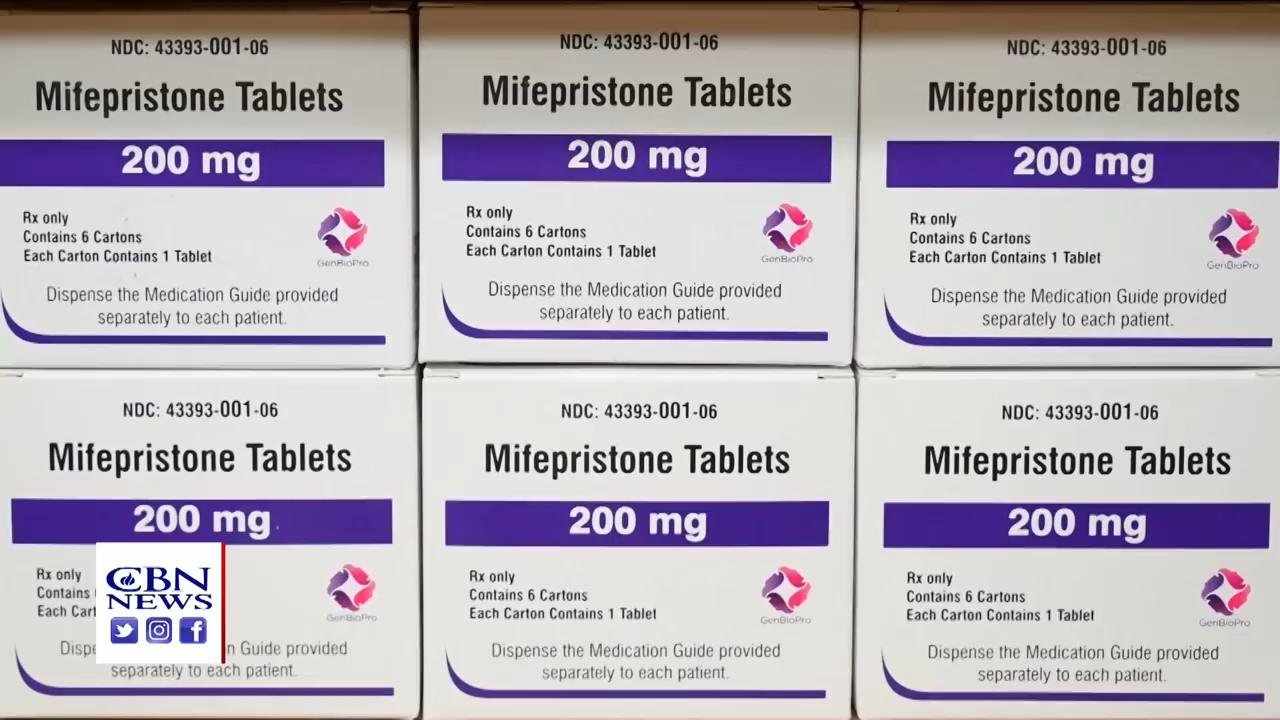 NDC: 43393-001-06
Mifepristone Tablets
200 mg
Rx only
Contains 6 Cartons
Each Carton Contains 1 Tablet
GenBioPro
Dispense the Medication Guide provided
separately to each patient.
NDC: 43393-001-06
Mifepristone Tablets
200 mg
Rx only
Contains 6 Cartons
Each Carton Contains 1 Tablet
GenBioPro
Dispense the Medication Guide provided
separately to each patient.
NDC: 43393-001-06
Mifepristone Tablets
200 mg
Rx only
Contains 6 Cartons
Each Carton Contains 1 Tablet
GenBioPro
Dispense the Medication Guide provided
separately to each patient.
NDC: 43393-001-06
Mifepristone Tablets
200 mg
Rx only
Contains
Each
GenBioPro
Guide provided
separately to each patient.
CBN
NEWS
NDC: 43393-001-06
Mifepristone Tablets
200 mg
Rx only
Contains 6 Cartons
Each Carton Contains 1 Tablet
GenBioPro
Dispense the Medication Guide provided
separately to each patient.
NDC: 43393-001-06
Mifepristone Tablets
200 mg
Rx only
Contains 6 Cartons
Each Carton Contains 1 Tablet
GenBioPro
Dispense the Medication Guide provided
separately to each patient.